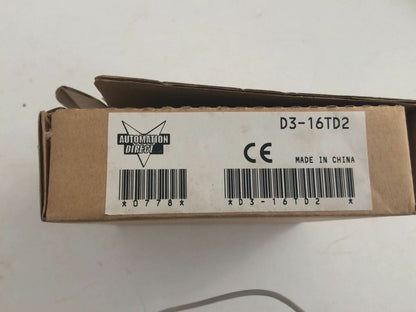 AUTOMATION
DIRECT
D3-16TD2
CE
MADE IN CHINA
*0778*
*D3-16TD2 *